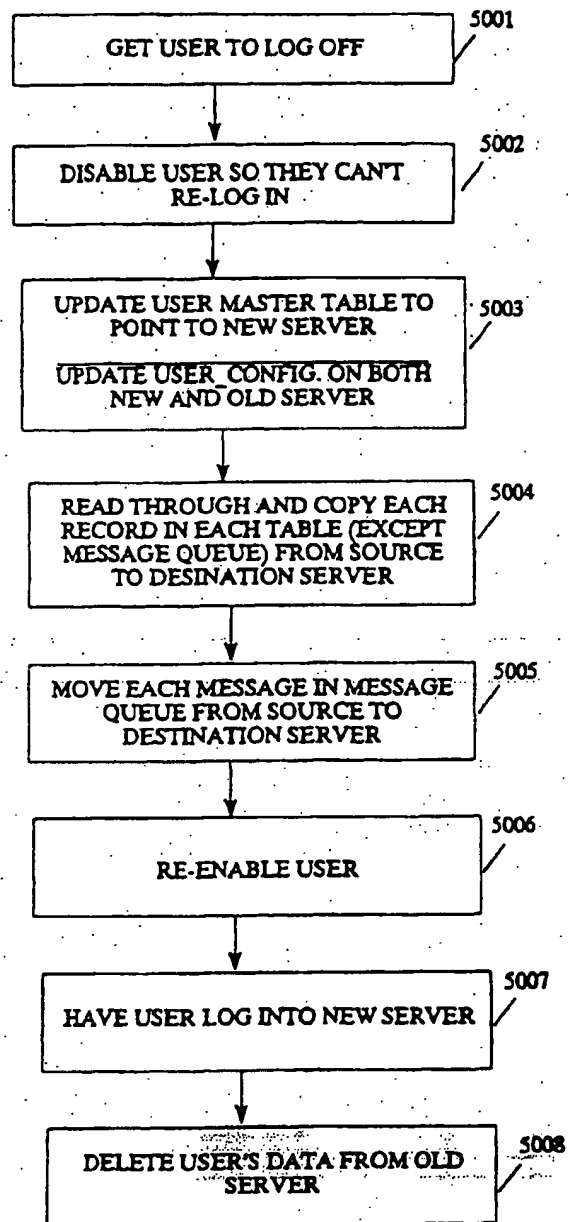 5001
GET USER TO LOG OFF
5002
DISABLE USER SO THEY CAN'T
RE-LOG IN
5003
UPDATE USER MASTER TABLE TO
POINT TO NEW SERVER
UPDATE USER_CONFIG. ON BOTH
NEW AND OLD SERVER
5004
READ THROUGH AND COPY EACH
RECORD IN EACH TABLE (EXCEPT
MESSAGE QUEUE) FROM SOURCE
TO DESINATION SERVER
5005
MOVE EACH MESSAGE IN MESSAGE
QUEUE FROM SOURCE TO
DESTINATION SERVER
5006
RE-ENABLE USER
5007
HAVE USER LOG INTO NEW SERVER
5008
DELETE USER'S DATA FROM OLD
SERVER